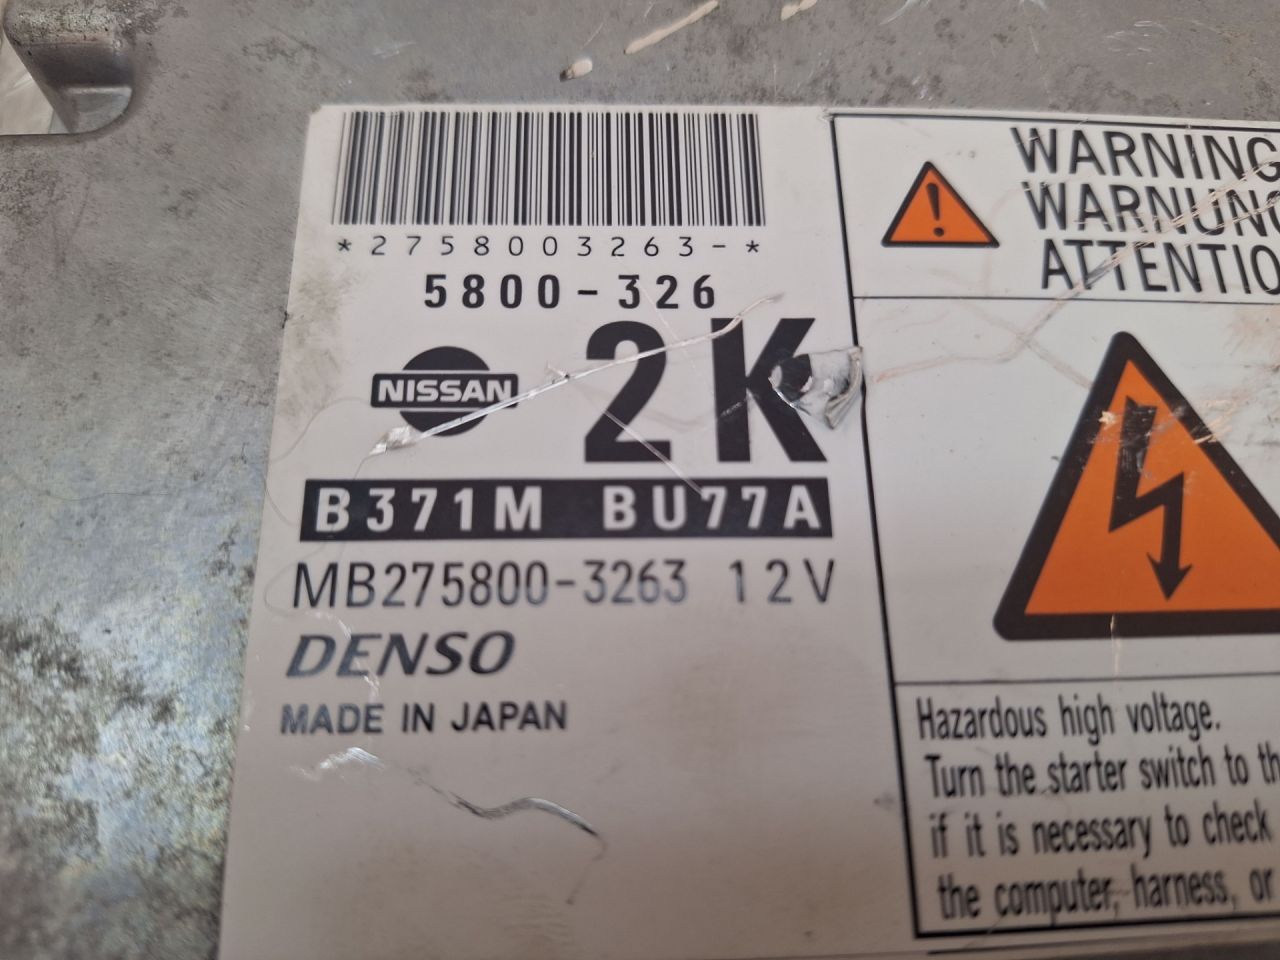 *2758003263-*
5800-326
NISSAN
2K
B371M BU77A
MB275800-3263 12V
DENSO
MADE IN JAPAN
WARNING
WARNUNG
ATTENTIO
Hazardous high voltage.
Turn the starter switch to th
if it is necessary to check
the computer, harness, or